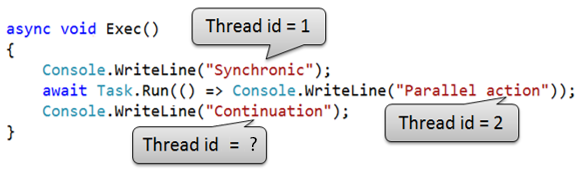 async void Exec()
Thread id = 1
{
Console.WriteLine("Synchronic");
await Task.Run(() => Console.WriteLine("Parallel action"));
Console.WriteLine("Continuation");
Thread id = 2
}
Thread id = ?